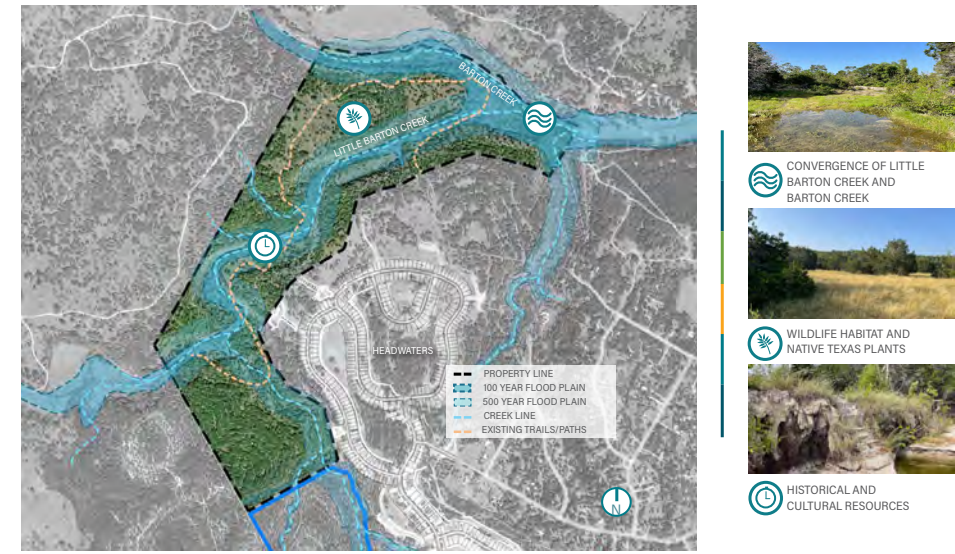 BARTON CREEK
LITTLE BARTON CREEK
HEADWATERS
PROPERTY LINE
100 YEAR FLOOD PLAIN
500 YEAR FLOOD PLAIN
CREEK LINE
EXISTING TRAILS/PATHS
N
CONVERGENCE OF LITTLE
BARTON CREEK AND
BARTON CREEK
WILDLIFE HABITAT AND
NATIVE TEXAS PLANTS
HISTORICAL AND
CULTURAL RESOURCES